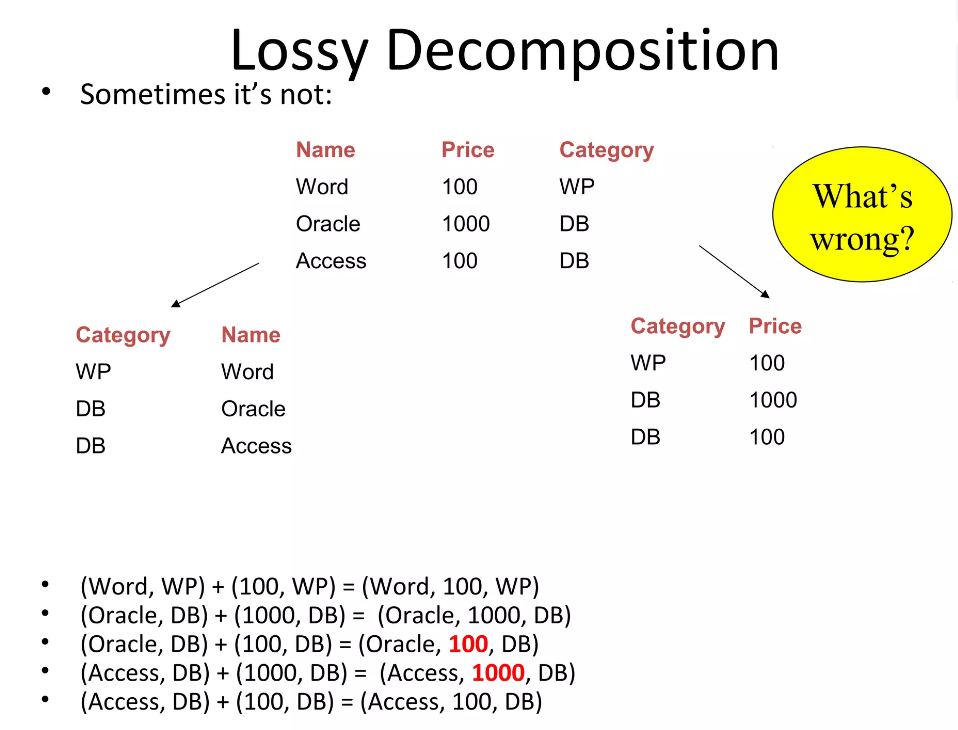 Lossy Decomposition
• Sometimes it’s not:
Name Price Category
Word 100 WP
Oracle 1000 DB
Access 100 DB
What’s
wrong?
Category Name
WP Word
DB Oracle
DB Access
Category Price
WP 100
DB 1000
DB 100
• (Word, WP) + (100, WP) = (Word, 100, WP)
• (Oracle, DB) + (1000, DB) = (Oracle, 1000, DB)
• (Oracle, DB) + (100, DB) = (Oracle, 100, DB)
• (Access, DB) + (1000, DB) = (Access, 1000, DB)
• (Access, DB) + (100, DB) = (Access, 100, DB)